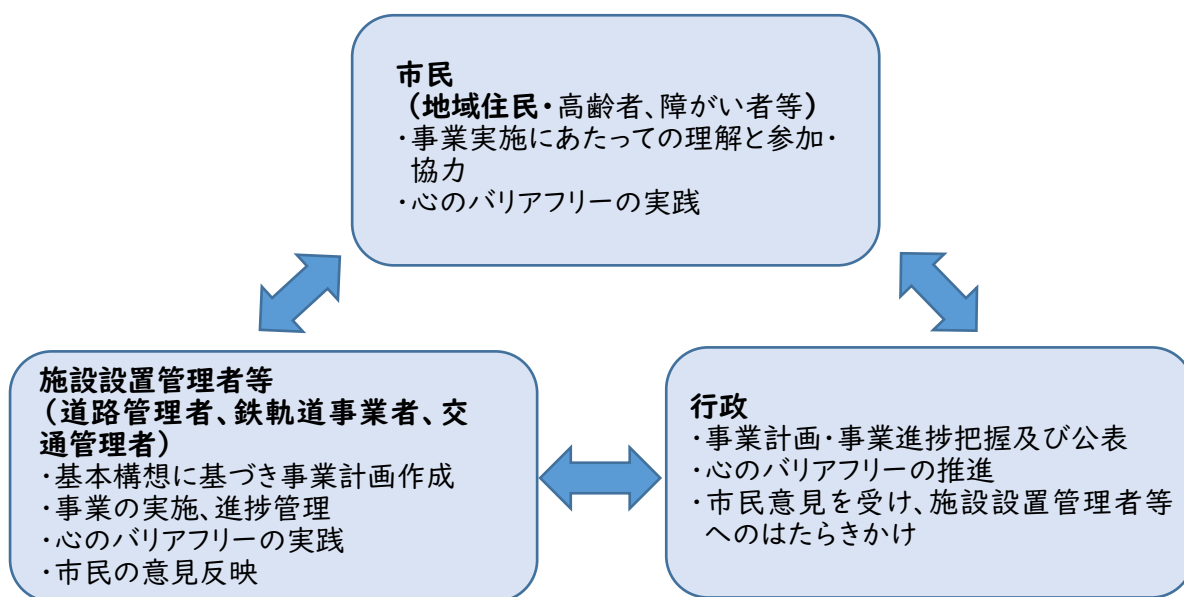 市民
（地域住民・高齢者、障がい者等）
・事業実施にあたっての理解と参加・
協力
・心のバリアフリーの実践
施設設置管理者等
（道路管理者、鉄軌道事業者、交
通管理者）
・基本構想に基づき事業計画作成
・事業の実施、進捗管理
・心のバリアフリーの実践
・市民の意見反映
行政
・事業計画・事業進捗把握及び公表
・心のバリアフリーの推進
・市民意見を受け、施設設置管理者等
へのはたらきかけ